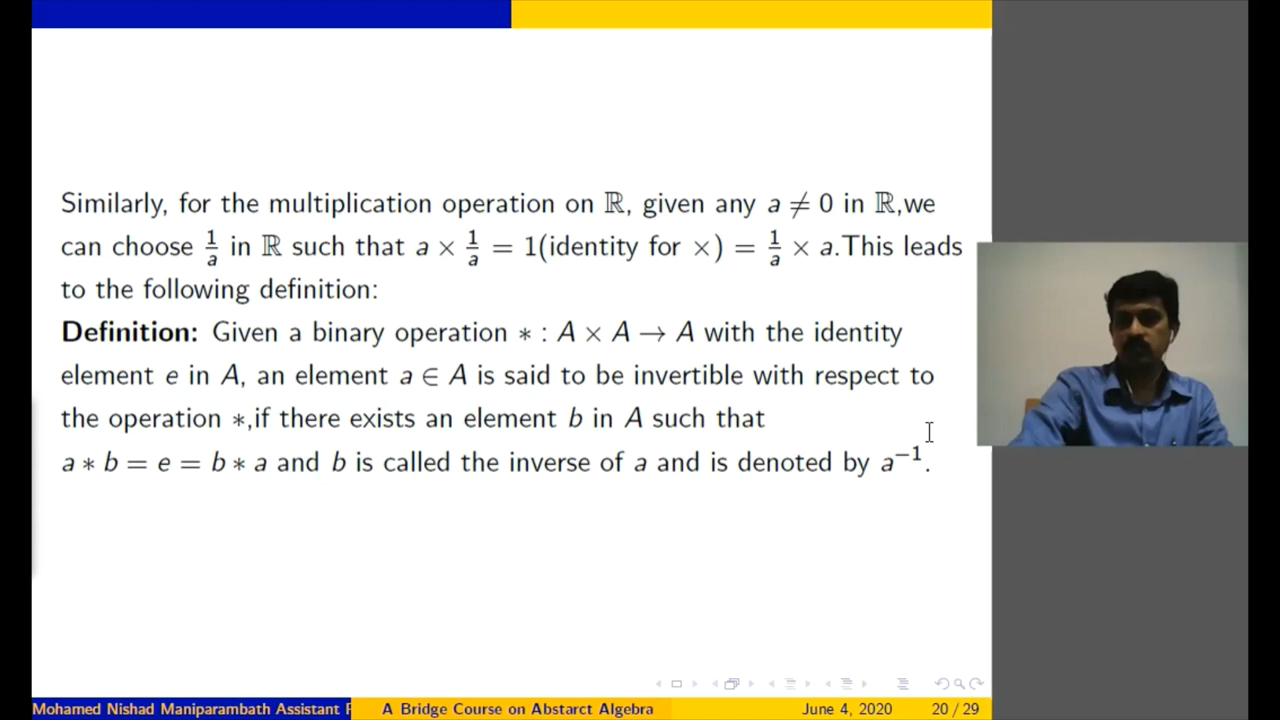 Similarly, for the multiplication operation on ℝ, given any a ≠ 0 in ℝ,we
can choose 1/a in ℝ such that a × 1/a = 1(identity for ×) = 1/a × a.This leads
to the following definition:
Definition: Given a binary operation ∗ : A × A → A with the identity
element e in A, an element a ∈ A is said to be invertible with respect to
the operation ∗,if there exists an element b in A such that
a ∗ b = e = b ∗ a and b is called the inverse of a and is denoted by a⁻¹.
Mohamed Nishad Maniparambath Assistant A Bridge Course on Abstarct Algebra June 4, 2020 20 / 29